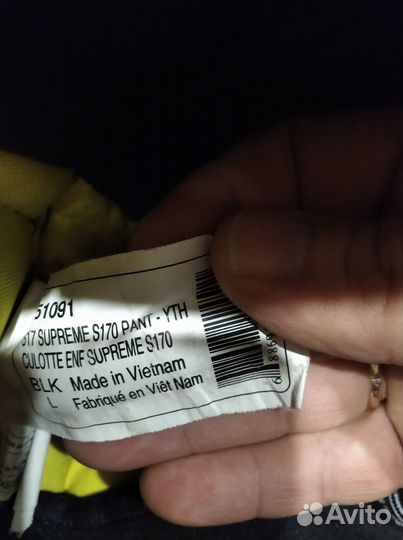 51091
S17 SUPREME S170 PANT - YTH
CULOTTE ENF SUPREME S170
BLK Made in Vietnam
L Fabriqué en Viêt Nam
Avito